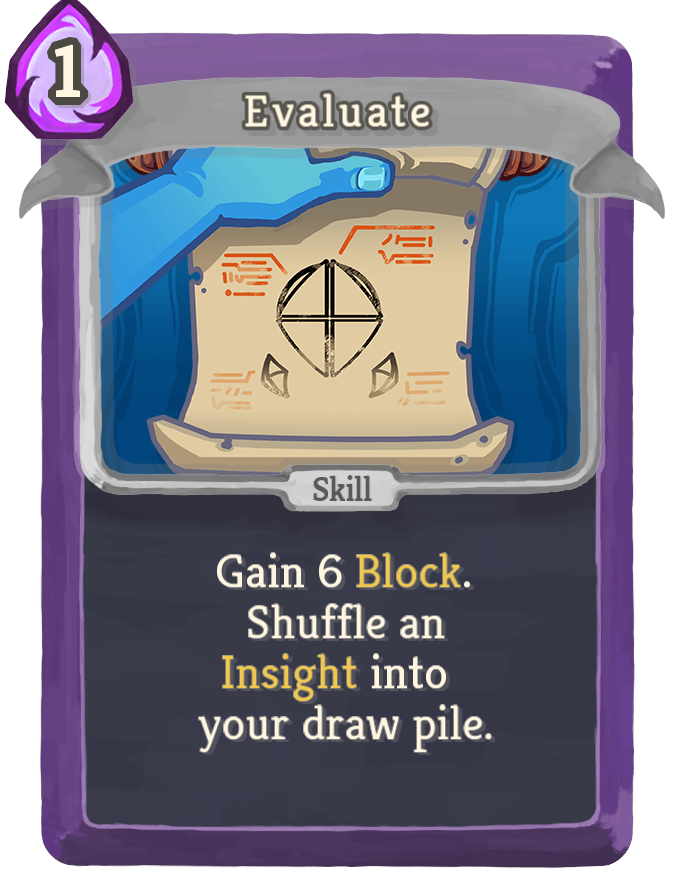 1
Evaluate
Skill
Gain 6 Block.
Shuffle an
Insight into
your draw pile.